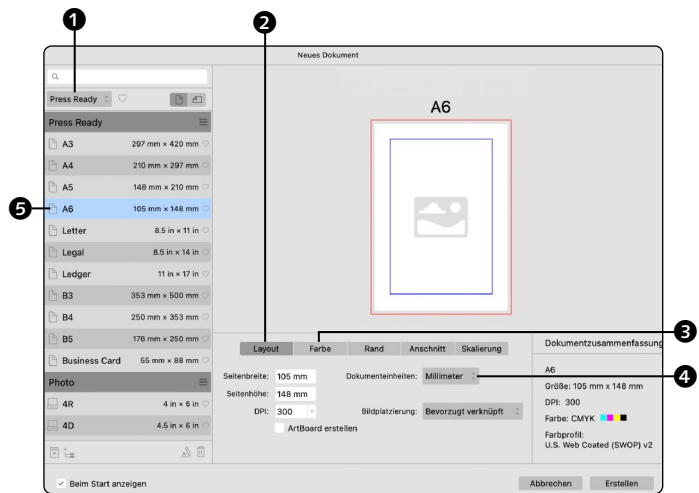 1
2
Neues Dokument
Press Ready
A6
Press Ready
A3 297 mm × 420 mm
A4 210 mm × 297 mm
A5 148 mm × 210 mm
5
A6 105 mm × 148 mm
Letter 8.5 in × 11 in
Legal 8.5 in × 14 in
Ledger 11 in × 17 in
B3 353 mm × 500 mm
B4 250 mm × 353 mm
B5 176 mm × 250 mm
Business Card 55 mm × 88 mm
Photo
4R 4 in × 6 in
4D 4.5 in × 6 in
3
Layout Farbe Rand Anschnitt Skalierung
Seitenbreite: 105 mm Dokumenteinheiten: Millimeter
4
Seitenhöhe: 148 mm
DPI: 300 Bildplatzierung: Bevorzugt verknüpft
ArtBoard erstellen
Dokumentzusammenfassung
A6
Größe: 105 mm x 148 mm
DPI: 300
Farbe: CMYK
Farbprofil:
U.S. Web Coated (SWOP) v2
Beim Start anzeigen
Abbrechen Erstellen